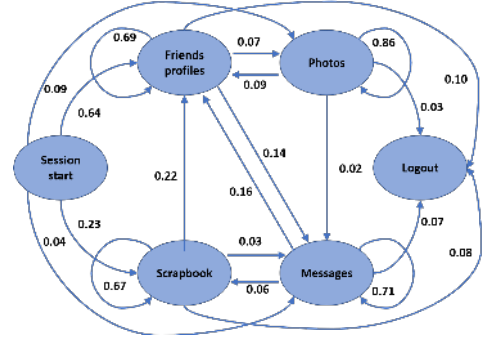 0.69
Friends
profiles
0.07
0.09
Photos
0.86
0.10
0.09
0.64
0.03
0.14
Session
start
0.22
0.16
0.02
Logout
0.23
0.04
0.03
0.07
0.08
Scrapbook
0.06
Messages
0.67
0.71